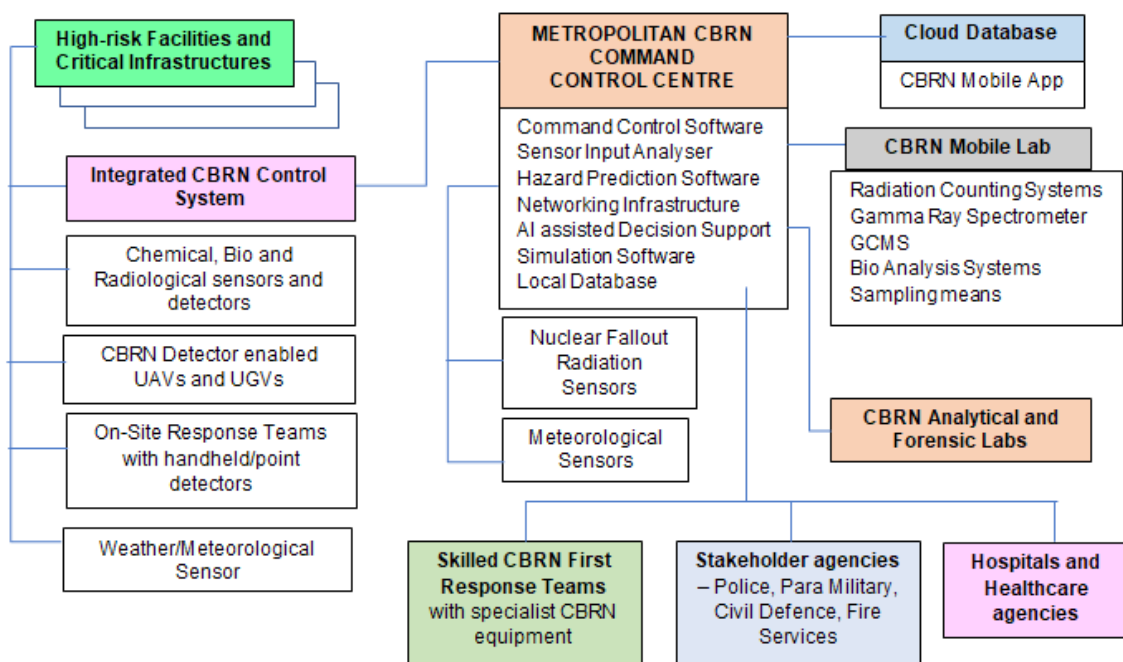 High-risk Facilities and
Critical Infrastructures
Integrated CBRN Control
System
Chemical, Bio and
Radiological sensors and
detectors
CBRN Detector enabled
UAVs and UGVs
On-Site Response Teams
with handheld/point
detectors
Weather/Meteorological
Sensor
METROPOLITAN CBRN
COMMAND
CONTROL CENTRE
Command Control Software
Sensor Input Analyser
Hazard Prediction Software
Networking Infrastructure
AI assisted Decision Support
Simulation Software
Local Database
Nuclear Fallout
Radiation
Sensors
Meteorological
Sensors
Cloud Database
CBRN Mobile App
CBRN Mobile Lab
Radiation Counting Systems
Gamma Ray Spectrometer
GCMS
Bio Analysis Systems
Sampling means
CBRN Analytical and
Forensic Labs
Skilled CBRN First
Response Teams
with specialist CBRN
equipment
Stakeholder agencies
– Police, Para Military,
Civil Defence, Fire
Services
Hospitals and
Healthcare
agencies